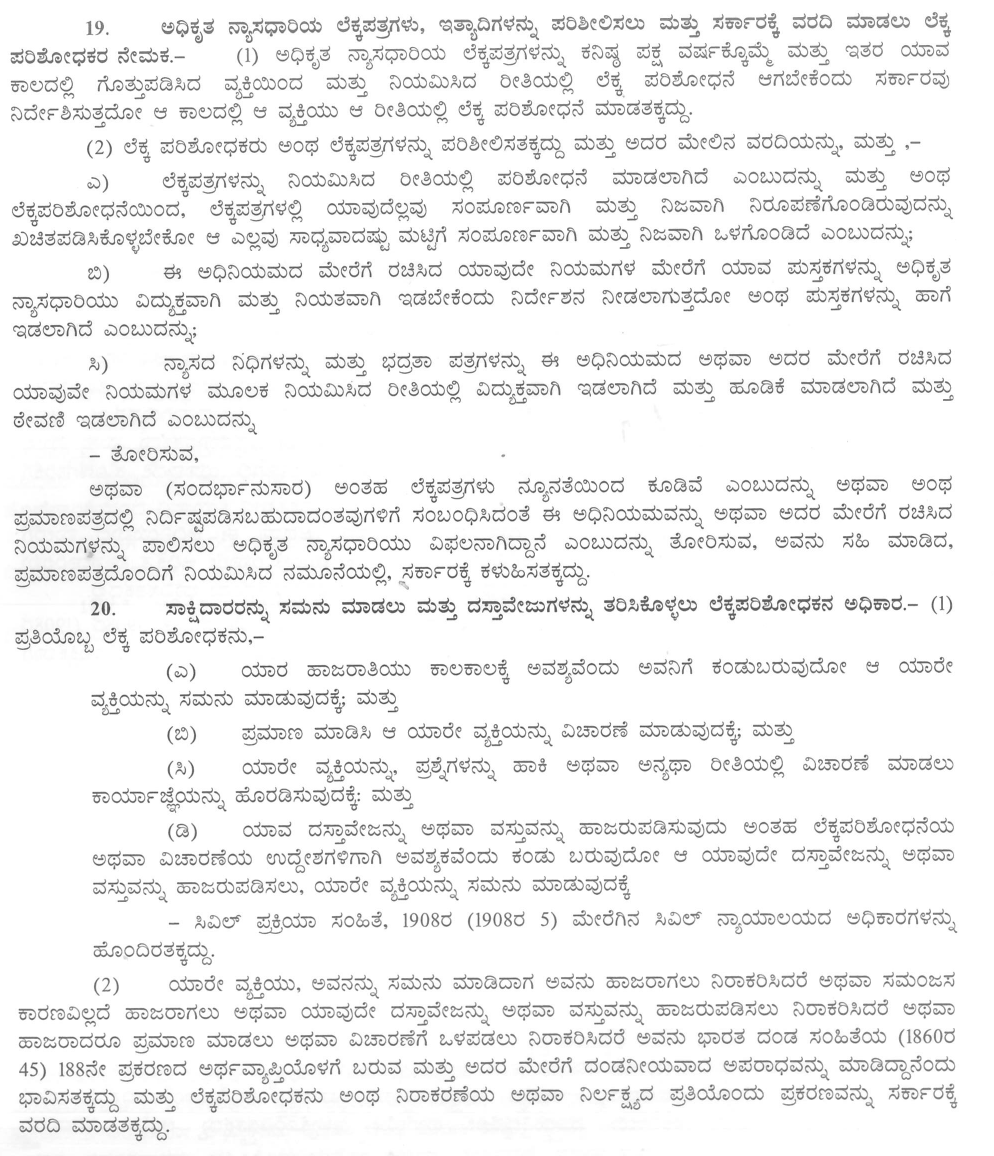 19. ಅಧಿಕೃತ ನ್ಯಾಸಧಾರಿಯ ಲೆಕ್ಕಪತ್ರಗಳು, ಇತ್ಯಾದಿಗಳನ್ನು ಪರಿಶೀಲಿಸಲು ಮತ್ತು ಸರ್ಕಾರಕ್ಕೆ ವರದಿ ಮಾಡಲು ಲೆಕ್ಕ
ಪರಿಶೋಧಕರ ನೇಮಕ.– (1) ಅಧಿಕೃತ ನ್ಯಾಸಧಾರಿಯ ಲೆಕ್ಕಪತ್ರಗಳನ್ನು ಕನಿಷ್ಠ ಪಕ್ಷ ವರ್ಷಕ್ಕೊಮ್ಮೆ ಮತ್ತು ಇತರ ಯಾವ
ಕಾಲದಲ್ಲಿ ಗೊತ್ತುಪಡಿಸಿದ ವ್ಯಕ್ತಿಯಿಂದ ಮತ್ತು ನಿಯಮಿಸಿದ ರೀತಿಯಲ್ಲಿ ಲೆಕ್ಕ ಪರಿಶೋಧನೆ ಆಗಬೇಕೆಂದು ಸರ್ಕಾರವು
ನಿರ್ದೇಶಿಸುತ್ತದೋ ಆ ಕಾಲದಲ್ಲಿ ಆ ವ್ಯಕ್ತಿಯು ಆ ರೀತಿಯಲ್ಲಿ ಲೆಕ್ಕ ಪರಿಶೋಧನೆ ಮಾಡತಕ್ಕದ್ದು.
(2) ಲೆಕ್ಕ ಪರಿಶೋಧಕರು ಅಂಥ ಲೆಕ್ಕಪತ್ರಗಳನ್ನು ಪರಿಶೀಲಿಸತಕ್ಕದ್ದು ಮತ್ತು ಅದರ ಮೇಲಿನ ವರದಿಯನ್ನು, ಮತ್ತು ,–
ಎ) ಲೆಕ್ಕಪತ್ರಗಳನ್ನು ನಿಯಮಿಸಿದ ರೀತಿಯಲ್ಲಿ ಪರಿಶೋಧನೆ ಮಾಡಲಾಗಿದೆ ಎಂಬುದನ್ನು ಮತ್ತು ಅಂಥ
ಲೆಕ್ಕಪರಿಶೋಧನೆಯಿಂದ, ಲೆಕ್ಕಪತ್ರಗಳಲ್ಲಿ ಯಾವುದೆಲ್ಲವು ಸಂಪೂರ್ಣವಾಗಿ ಮತ್ತು ನಿಜವಾಗಿ ನಿರೂಪಣೆಗೊಂಡಿರುವುದನ್ನು
ಖಚಿತಪಡಿಸಿಕೊಳ್ಳಬೇಕೋ ಆ ಎಲ್ಲವು ಸಾಧ್ಯವಾದಷ್ಟು ಮಟ್ಟಿಗೆ ಸಂಪೂರ್ಣವಾಗಿ ಮತ್ತು ನಿಜವಾಗಿ ಒಳಗೊಂಡಿದೆ ಎಂಬುದನ್ನು;
ಬಿ) ಈ ಅಧಿನಿಯಮದ ಮೇರೆಗೆ ರಚಿಸಿದ ಯಾವುದೇ ನಿಯಮಗಳ ಮೇರೆಗೆ ಯಾವ ಪುಸ್ತಕಗಳನ್ನು ಅಧಿಕೃತ
ನ್ಯಾಸಧಾರಿಯು ವಿದ್ಯುಕ್ತವಾಗಿ ಮತ್ತು ನಿಯತವಾಗಿ ಇಡಬೇಕೆಂದು ನಿರ್ದೇಶನ ನೀಡಲಾಗುತ್ತದೋ ಅಂಥ ಪುಸ್ತಕಗಳನ್ನು ಹಾಗೆ
ಇಡಲಾಗಿದೆ ಎಂಬುದನ್ನು;
ಸಿ) ನ್ಯಾಸದ ನಿಧಿಗಳನ್ನು ಮತ್ತು ಭದ್ರತಾ ಪತ್ರಗಳನ್ನು ಈ ಅಧಿನಿಯಮದ ಅಥವಾ ಅದರ ಮೇರೆಗೆ ರಚಿಸಿದ
ಯಾವುವೇ ನಿಯಮಗಳ ಮೂಲಕ ನಿಯಮಿಸಿದ ರೀತಿಯಲ್ಲಿ ವಿದ್ಯುಕ್ತವಾಗಿ ಇಡಲಾಗಿದೆ ಮತ್ತು ಹೂಡಿಕೆ ಮಾಡಲಾಗಿದೆ ಮತ್ತು
ಠೇವಣಿ ಇಡಲಾಗಿದೆ ಎಂಬುದನ್ನು
– ತೋರಿಸುವ,
ಅಥವಾ (ಸಂದರ್ಭಾನುಸಾರ) ಅಂತಹ ಲೆಕ್ಕಪತ್ರಗಳು ನ್ಯೂನತೆಯಿಂದ ಕೂಡಿವೆ ಎಂಬುದನ್ನು ಅಥವಾ ಅಂಥ
ಪ್ರಮಾಣಪತ್ರದಲ್ಲಿ ನಿರ್ದಿಷ್ಟಪಡಿಸಬಹುದಾದಂತವುಗಳಿಗೆ ಸಂಬಂಧಿಸಿದಂತೆ ಈ ಅಧಿನಿಯಮವನ್ನು ಅಥವಾ ಅದರ ಮೇರೆಗೆ ರಚಿಸಿದ
ನಿಯಮಗಳನ್ನು ಪಾಲಿಸಲು ಅಧಿಕೃತ ನ್ಯಾಸಧಾರಿಯು ವಿಫಲನಾಗಿದ್ದಾನೆ ಎಂಬುದನ್ನು ತೋರಿಸುವ, ಅವನು ಸಹಿ ಮಾಡಿದ,
ಪ್ರಮಾಣಪತ್ರದೊಂದಿಗೆ ನಿಯಮಿಸಿದ ನಮೂನೆಯಲ್ಲಿ, ಸರ್ಕಾರಕ್ಕೆ ಕಳುಹಿಸತಕ್ಕದ್ದು.
20. ಸಾಕ್ಷಿದಾರರನ್ನು ಸಮನು ಮಾಡಲು ಮತ್ತು ದಸ್ತಾವೇಜುಗಳನ್ನು ತರಿಸಿಕೊಳ್ಳಲು ಲೆಕ್ಕಪರಿಶೋಧಕನ ಅಧಿಕಾರ.– (1)
ಪ್ರತಿಯೊಬ್ಬ ಲೆಕ್ಕ ಪರಿಶೋಧಕನು,–
(ಎ) ಯಾರ ಹಾಜರಾತಿಯು ಕಾಲಕಾಲಕ್ಕೆ ಅವಶ್ಯವೆಂದು ಅವನಿಗೆ ಕಂಡುಬರುವುದೋ ಆ ಯಾರೇ
ವ್ಯಕ್ತಿಯನ್ನು ಸಮನು ಮಾಡುವುದಕ್ಕೆ; ಮತ್ತು
(ಬಿ) ಪ್ರಮಾಣ ಮಾಡಿಸಿ ಆ ಯಾರೇ ವ್ಯಕ್ತಿಯನ್ನು ವಿಚಾರಣೆ ಮಾಡುವುದಕ್ಕೆ; ಮತ್ತು
(ಸಿ) ಯಾರೇ ವ್ಯಕ್ತಿಯನ್ನು, ಪ್ರಶ್ನೆಗಳನ್ನು ಹಾಕಿ ಅಥವಾ ಅನ್ಯಥಾ ರೀತಿಯಲ್ಲಿ ವಿಚಾರಣೆ ಮಾಡಲು
ಕಾರ್ಯಾಜ್ಞೆಯನ್ನು ಹೊರಡಿಸುವುದಕ್ಕೆ: ಮತ್ತು
(ಡಿ) ಯಾವ ದಸ್ತಾವೇಜನ್ನು ಅಥವಾ ವಸ್ತುವನ್ನು ಹಾಜರುಪಡಿಸುವುದು ಅಂತಹ ಲೆಕ್ಕಪರಿಶೋಧನೆಯ
ಅಥವಾ ವಿಚಾರಣೆಯ ಉದ್ದೇಶಗಳಿಗಾಗಿ ಅವಶ್ಯಕವೆಂದು ಕಂಡು ಬರುವುದೋ ಆ ಯಾವುದೇ ದಸ್ತಾವೇಜನ್ನು ಅಥವಾ
ವಸ್ತುವನ್ನು ಹಾಜರುಪಡಿಸಲು, ಯಾರೇ ವ್ಯಕ್ತಿಯನ್ನು ಸಮನು ಮಾಡುವುದಕ್ಕೆ
– ಸಿವಿಲ್ ಪ್ರಕ್ರಿಯಾ ಸಂಹಿತೆ, 1908ರ (1908ರ 5) ಮೇರೆಗಿನ ಸಿವಿಲ್ ನ್ಯಾಯಾಲಯದ ಅಧಿಕಾರಗಳನ್ನು
ಹೊಂದಿರತಕ್ಕದ್ದು.
(2) ಯಾರೇ ವ್ಯಕ್ತಿಯು, ಅವನನ್ನು ಸಮನು ಮಾಡಿದಾಗ ಅವನು ಹಾಜರಾಗಲು ನಿರಾಕರಿಸಿದರೆ ಅಥವಾ ಸಮಂಜಸ
ಕಾರಣವಿಲ್ಲದೆ ಹಾಜರಾಗಲು ಅಥವಾ ಯಾವುದೇ ದಸ್ತಾವೇಜನ್ನು ಅಥವಾ ವಸ್ತುವನ್ನು ಹಾಜರುಪಡಿಸಲು ನಿರಾಕರಿಸಿದರೆ ಅಥವಾ
ಹಾಜರಾದರೂ ಪ್ರಮಾಣ ಮಾಡಲು ಅಥವಾ ವಿಚಾರಣೆಗೆ ಒಳಪಡಲು ನಿರಾಕರಿಸಿದರೆ ಅವನು ಭಾರತ ದಂಡ ಸಂಹಿತೆಯ (1860ರ
45) 188ನೇ ಪ್ರಕರಣದ ಅರ್ಥವ್ಯಾಪ್ತಿಯೊಳಗೆ ಬರುವ ಮತ್ತು ಅದರ ಮೇರೆಗೆ ದಂಡನೀಯವಾದ ಅಪರಾಧವನ್ನು ಮಾಡಿದ್ದಾನೆಂದು
ಭಾವಿಸತಕ್ಕದ್ದು ಮತ್ತು ಲೆಕ್ಕಪರಿಶೋಧಕನು ಅಂಥ ನಿರಾಕರಣೆಯ ಅಥವಾ ನಿರ್ಲಕ್ಷ್ಯದ ಪ್ರತಿಯೊಂದು ಪ್ರಕರಣವನ್ನು ಸರ್ಕಾರಕ್ಕೆ
ವರದಿ ಮಾಡತಕ್ಕದ್ದು.